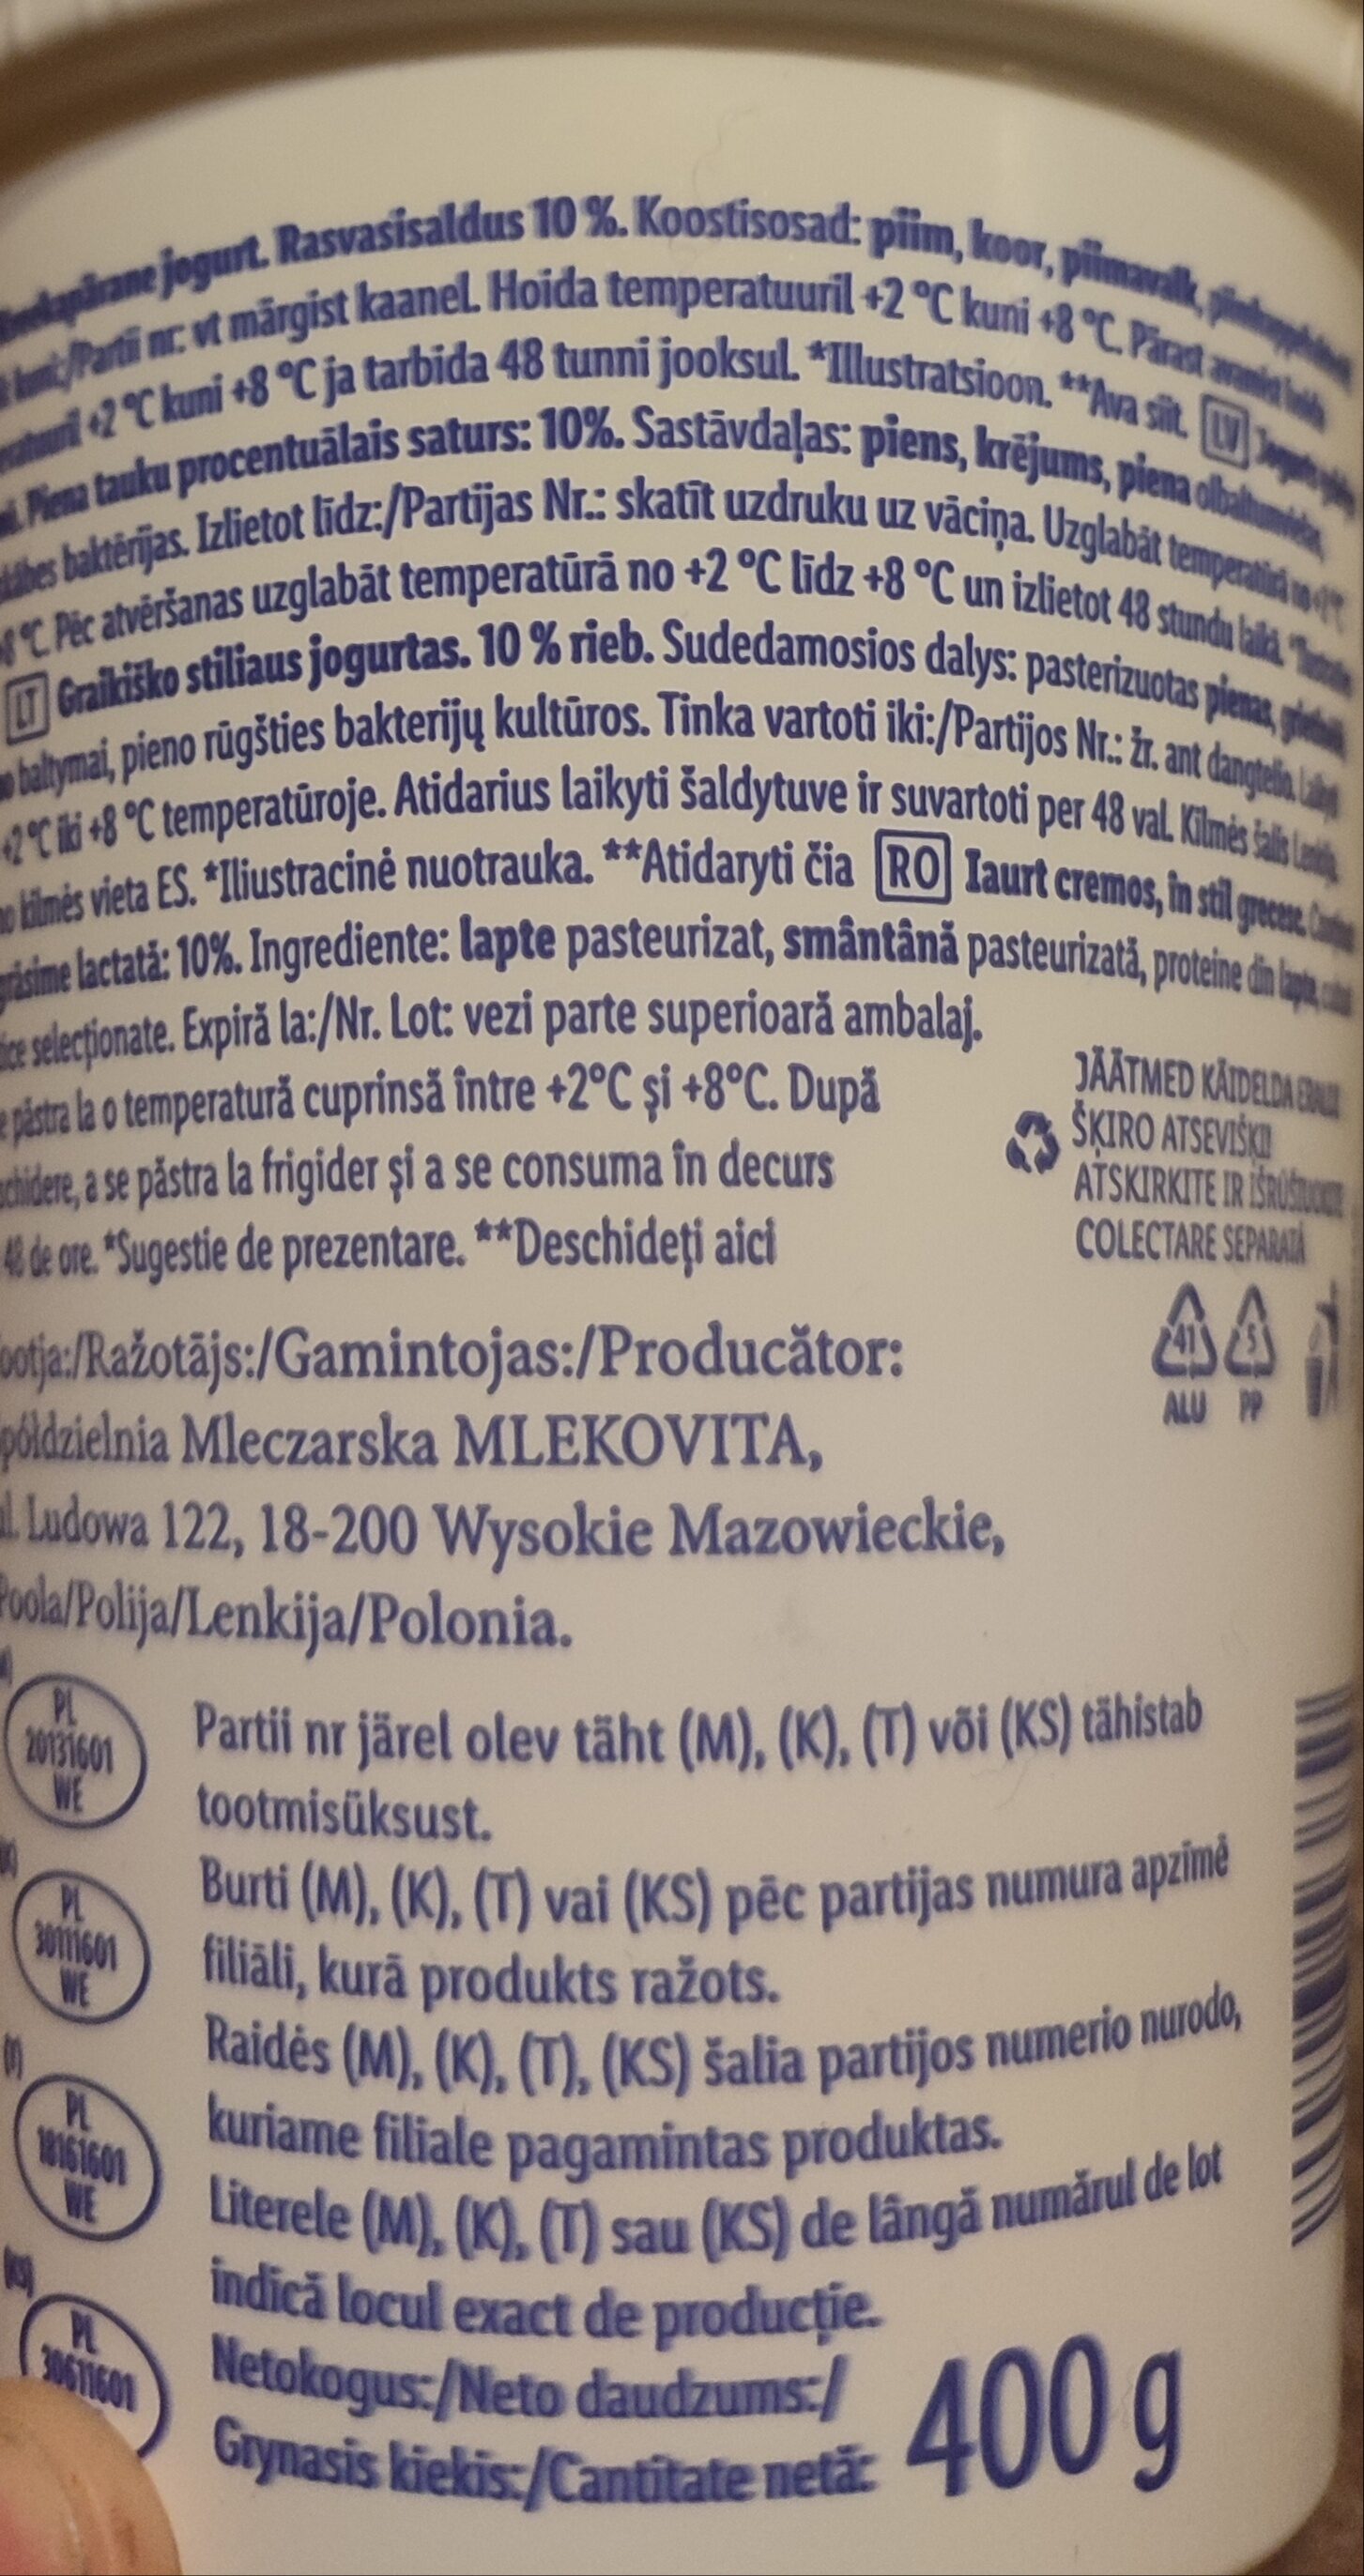 jogurt. Rasvasisaldus 10 %. Koostisosad: piim, koor, piimavalk,
nr: vt märgist kaanel. Hoida temperatuuril +2 °C kuni +8 °C. Pärast avamist hoida
+2 °C kuni +8 °C ja tarbida 48 tunni jooksul. *Illustratsioon. **Ava siit. LV
Piena tauku procentuālais saturs: 10%. Sastāvdaļas: piens, krējums, piena olbaltumvielas,
baktērijas. Izlietot līdz:/Partijas Nr.: skatīt uzdruku uz vāciņa. Uzglabāt temperatūrā no +2 °C
+8 °C. Pēc atvēršanas uzglabāt temperatūrā no +2 °C līdz +8 °C un izlietot 48 stundu laikā.
LT Graikiško stiliaus jogurtas. 10 % rieb. Sudedamosios dalys: pasterizuotas pienas,
baltymai, pieno rūgšties bakterijų kultūros. Tinka vartoti iki:/Partijos Nr.: žr. ant dangtelio. Laikyti
+2 °C iki +8 °C temperatūroje. Atidarius laikyti šaldytuve ir suvartoti per 48 val. Kilmės šalis Lenkija,
kilmės vieta ES. *Iliustracinė nuotrauka. **Atidaryti čia RO Iaurt cremos, în stil grecesc.
grăsime lactată: 10%. Ingrediente: lapte pasteurizat, smântână pasteurizată, proteine din lapte,
selecționate. Expiră la:/Nr. Lot: vezi parte superioară ambalaj.
păstra la o temperatură cuprinsă între +2°C și +8°C. După
a se păstra la frigider și a se consuma în decurs
48 de ore. *Sugestie de prezentare. **Deschideți aici
JÄÄTMED KÄIDELDA ERALDI
ŠĶIRO ATSEVIŠĶI!
ATSKIRKITE IR IŠRŪŠIUOKITE
COLECTARE SEPARATĂ
41 5
ALU PP
/Ražotājs:/Gamintojas:/Producător:
Mleczarska MLEKOVITA,
ul. Ludowa 122, 18-200 Wysokie Mazowieckie,
Poola/Polija/Lenkija/Polonia.
PL
20131601
WE
Partii nr järel olev täht (M), (K), (T) või (KS) tähistab
tootmisüksust.
PL
30111601
WE
Burti (M), (K), (T) vai (KS) pēc partijas numura apzīmē
filiāli, kurā produkts ražots.
(T)
PL
18161601
WE
Raidės (M), (K), (T), (KS) šalia partijos numerio nurodo,
kuriame filiale pagamintas produktas.
(KS)
PL
30611601
Literele (M), (K), (T) sau (KS) de lângă numărul de lot
indică locul exact de producție.
Netokogus:/Neto daudzums:/
Grynasis kiekis:/Cantitate netă: 400 g